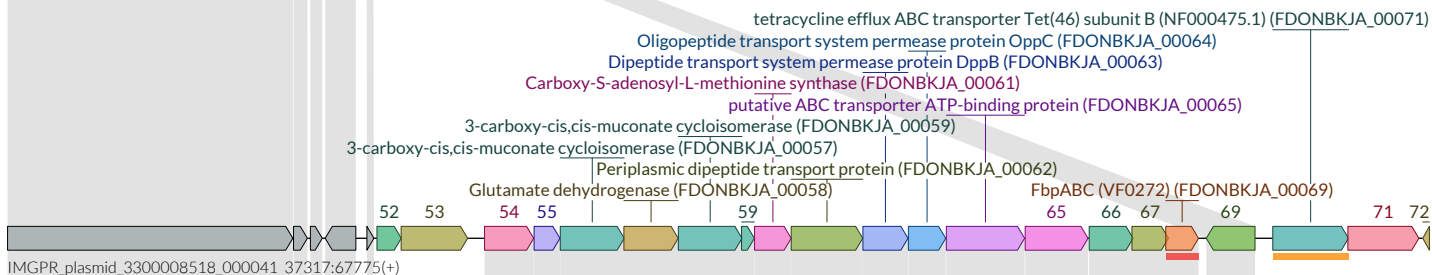 tetracycline efflux ABC transporter Tet(46) subunit B (NF000475.1) (FDONBKJA_00071)
Oligopeptide transport system permease protein OppC (FDONBKJA_00064)
Dipeptide transport system permease protein DppB (FDONBKJA_00063)
Carboxy-S-adenosyl-L-methionine synthase (FDONBKJA_00061)
putative ABC transporter ATP-binding protein (FDONBKJA_00065)
3-carboxy-cis,cis-muconate cycloisomerase (FDONBKJA_00059)
3-carboxy-cis,cis-muconate cycloisomerase (FDONBKJA_00057)
Periplasmic dipeptide transport protein (FDONBKJA_00062)
Glutamate dehydrogenase (FDONBKJA_00058) FbpABC (VF0272) (FDONBKJA_00069)
52 53 54 55 59 65 66 67 69 71 72
IMGPR_plasmid_3300008518_000041_37317:67775(+)